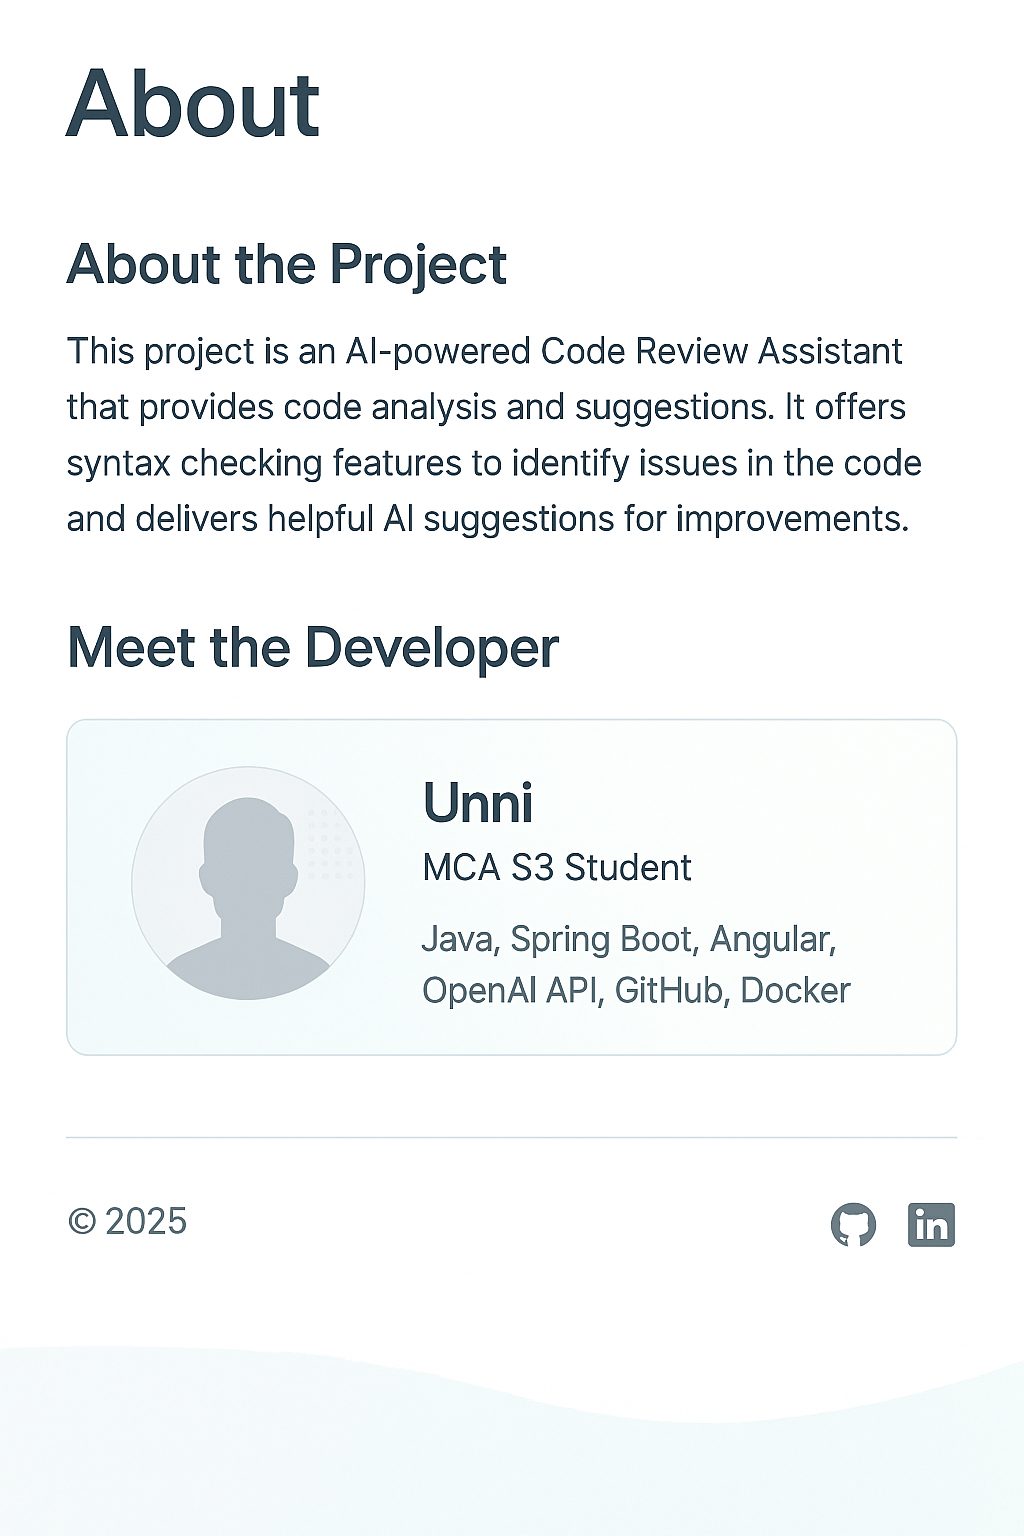 About
About the Project
This project is an AI-powered Code Review Assistant
that provides code analysis and suggestions. It offers
syntax checking features to identify issues in the code
and delivers helpful AI suggestions for improvements.
Meet the Developer
Unni
MCA S3 Student
Java, Spring Boot, Angular,
OpenAI API, GitHub, Docker
© 2025
in